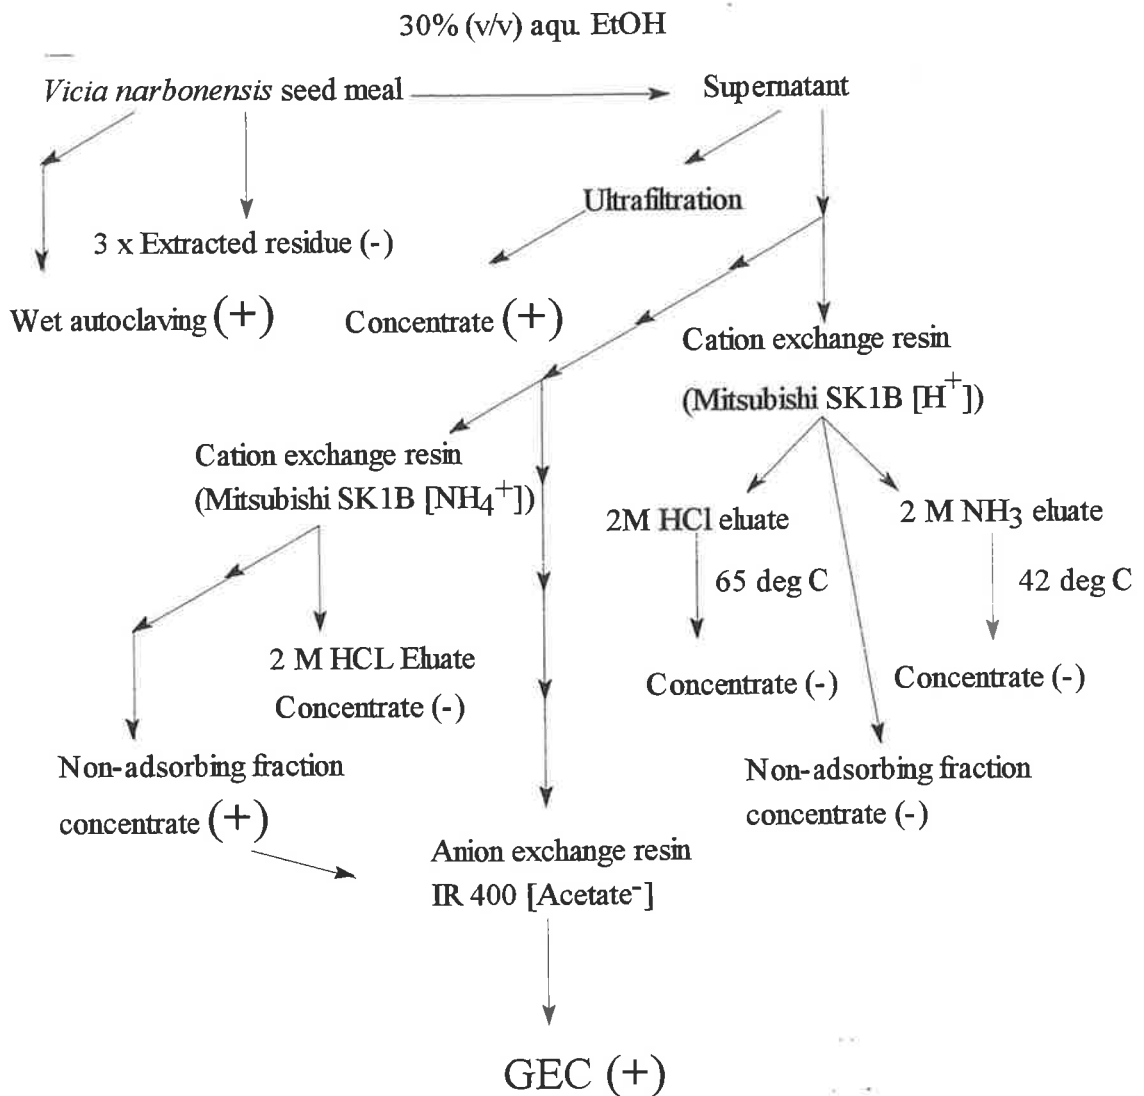 30% (v/v) aqu. EtOH
Vicia narbonensis seed meal
Supernatant
Ultrafiltration
3 x Extracted residue (-)
Wet autoclaving (+)
Concentrate (+)
Cation exchange resin
(Mitsubishi SK1B [H⁺])
Cation exchange resin
(Mitsubishi SK1B [NH₄⁺])
2M HCl eluate
2 M NH₃ eluate
65 deg C
42 deg C
2 M HCL Eluate
Concentrate (-)
Concentrate (-)
Concentrate (-)
Non-adsorbing fraction
concentrate (+)
Non-adsorbing fraction
concentrate (-)
Anion exchange resin
IR 400 [Acetate⁻]
GEC (+)